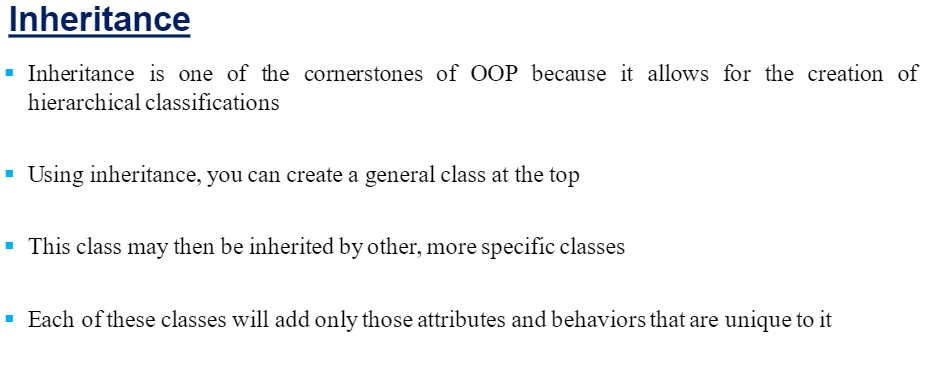 Inheritance
Inheritance is one of the cornerstones of OOP because it allows for the creation of
hierarchical classifications
Using inheritance, you can create a general class at the top
This class may then be inherited by other, more specific classes
Each of these classes will add only those attributes and behaviors that are unique to it